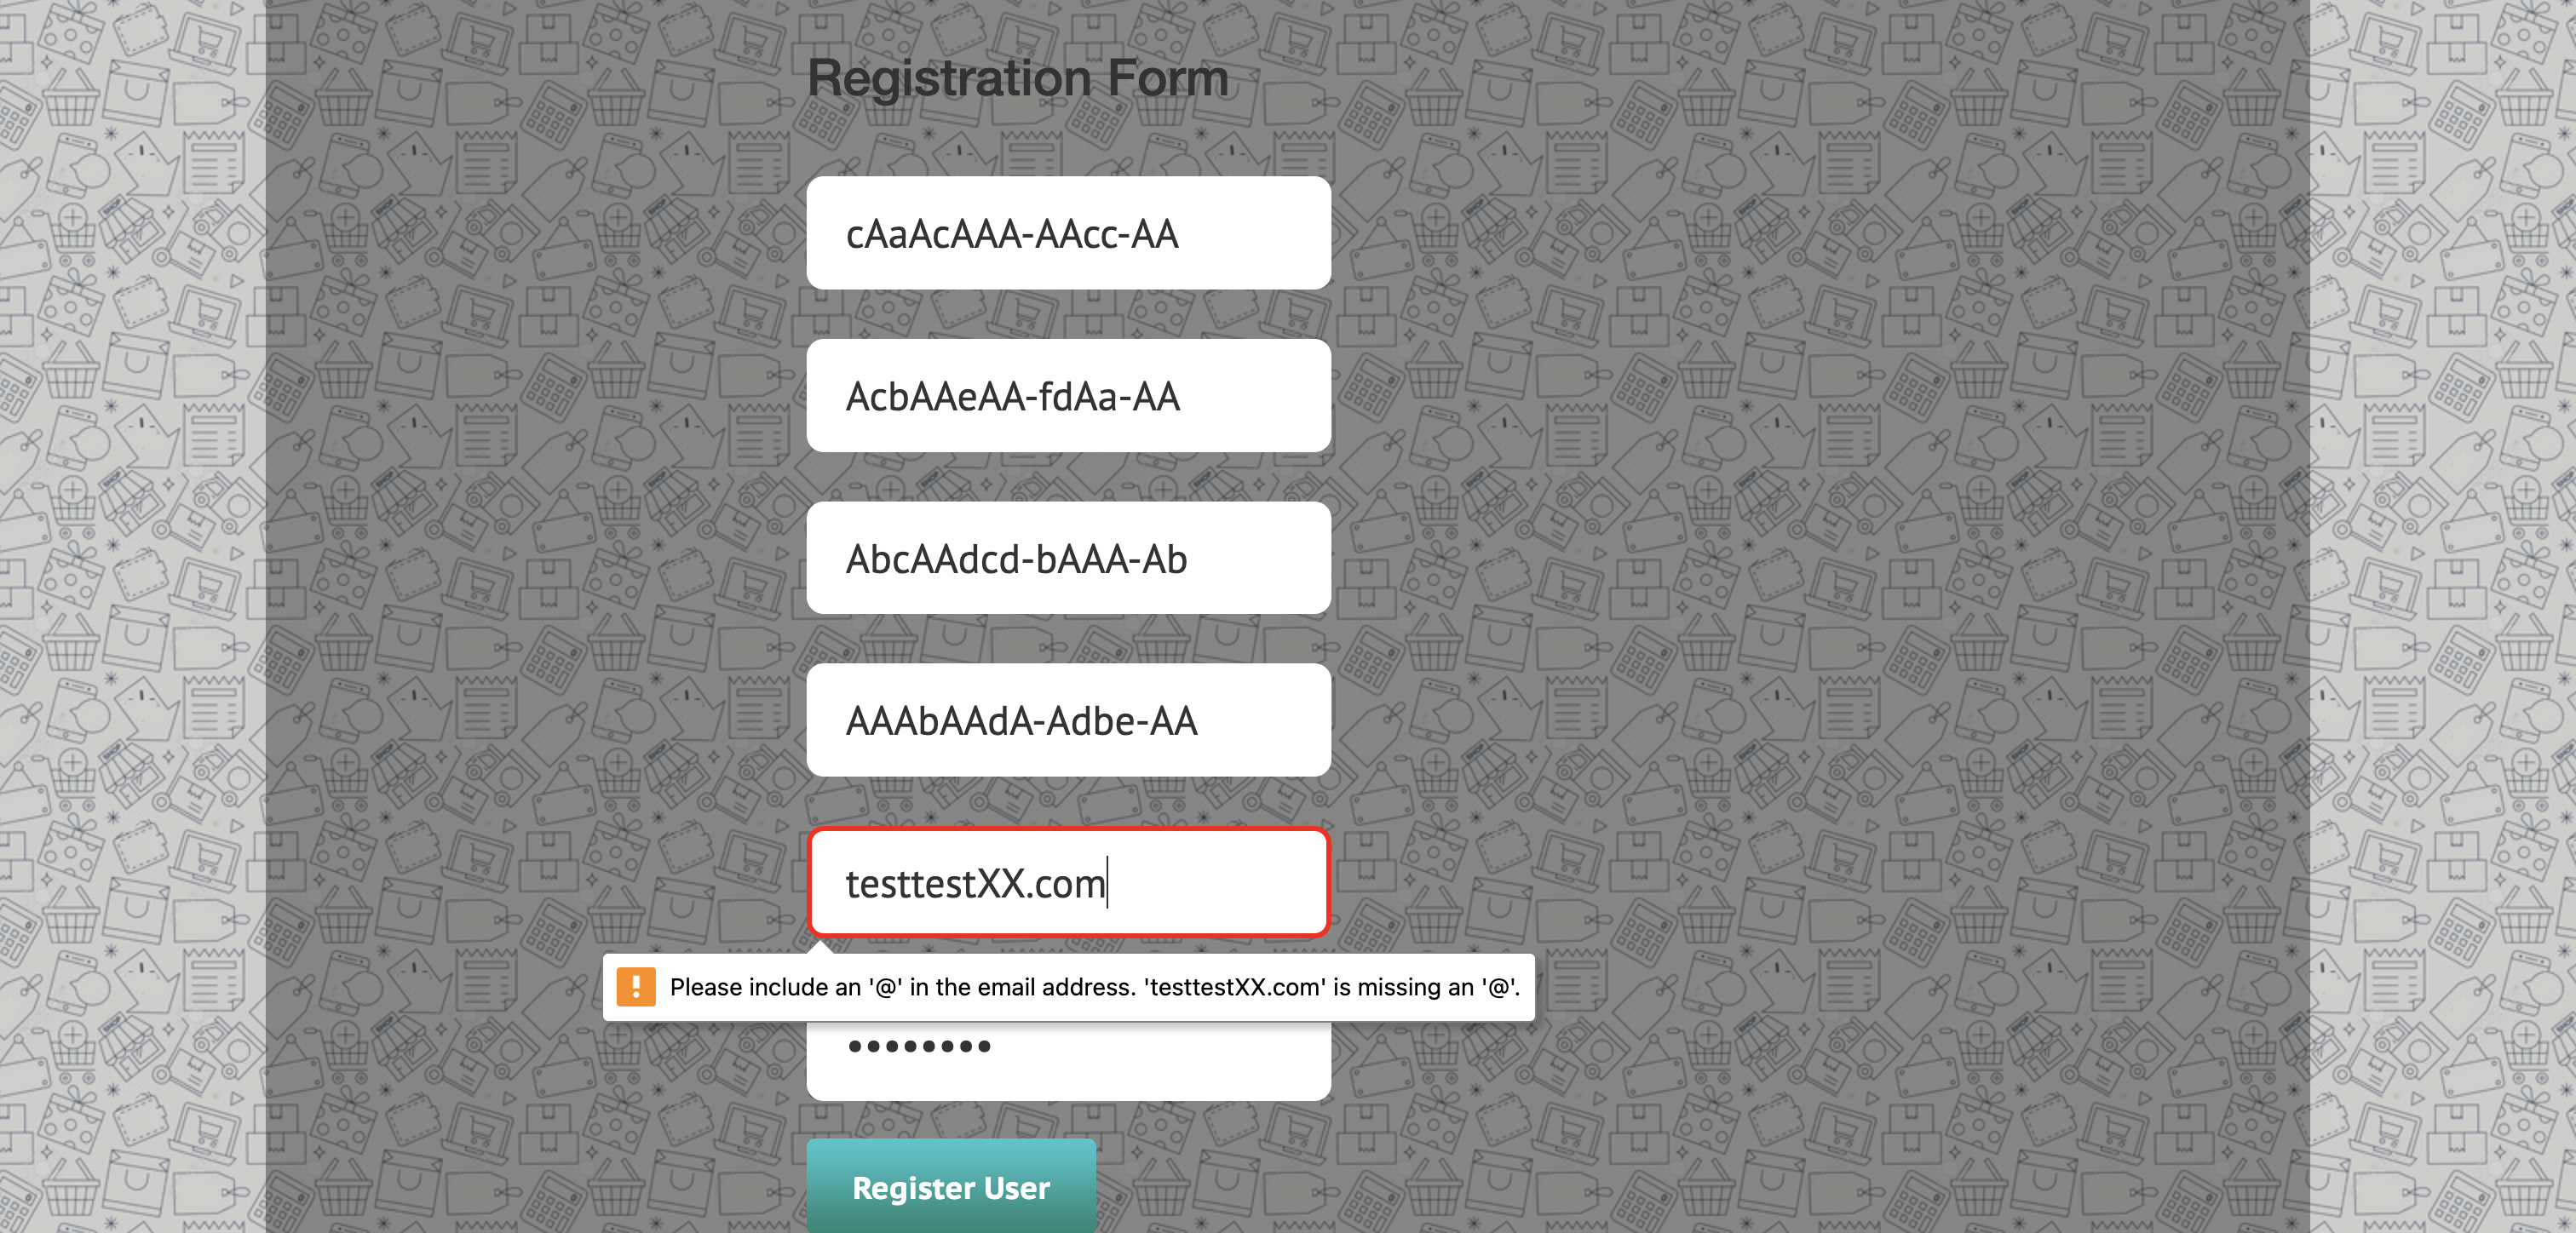 Registration Form
cAaAcAAA-AAcc-AA
AcbAAeAA-fdAa-AA
AbcAAdcd-bAAA-Ab
AAAbAAdA-Adbe-AA
testtestXX.com
Please include an '@' in the email address. 'testtestXX.com' is missing an '@'.
••••••••
Register User